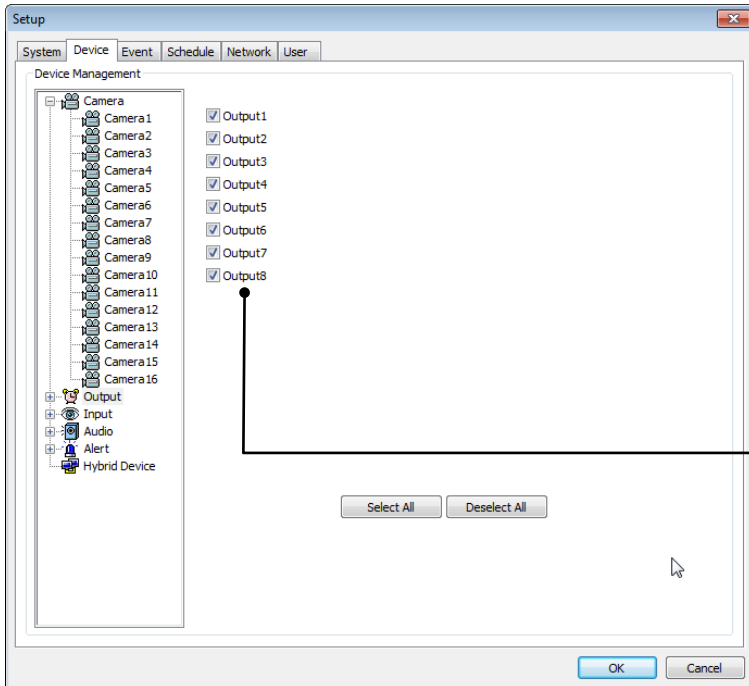 Setup
System Device Event Schedule Network User
Device Management
Camera
Camera1
Camera2
Camera3
Camera4
Camera5
Camera6
Camera7
Camera8
Camera9
Camera10
Camera11
Camera12
Camera13
Camera14
Camera15
Camera16
Output
Input
Audio
Alert
Hybrid Device
Output1
Output2
Output3
Output4
Output5
Output6
Output7
Output8
Select All Deselect All
OK Cancel